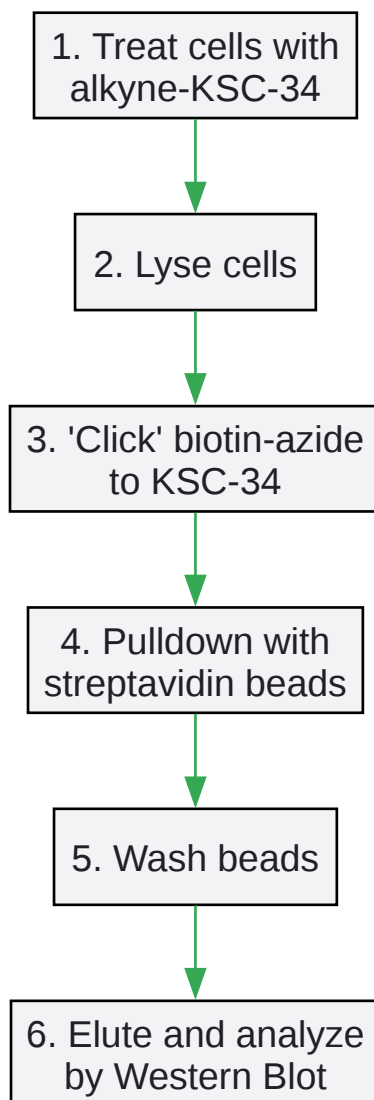 1. Treat cells with
alkyne-KSC-34
2. Lyse cells
3. 'Click' biotin-azide
to KSC-34
4. Pulldown with
streptavidin beads
5. Wash beads
6. Elute and analyze
by Western Blot